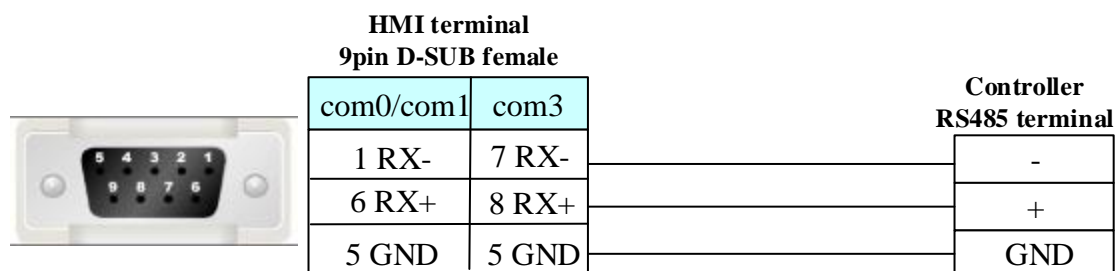 HMI terminal
9pin D-SUB female
Controller
RS485 terminal
com0/com1 com3
5 4 3 2 1
9 8 7 6
1 RX- 7 RX- -
6 RX+ 8 RX+ +
5 GND 5 GND GND